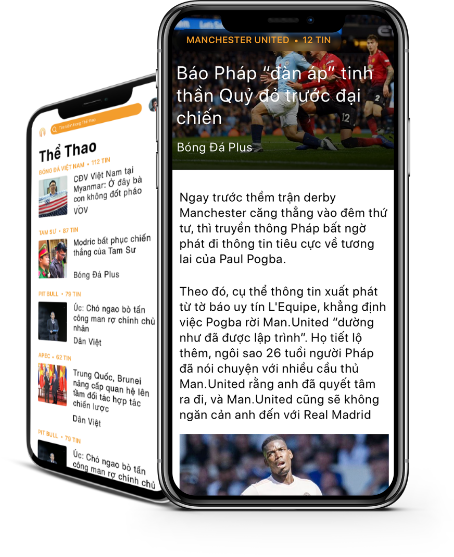 MANCHESTER UNITED • 12 TIN
Báo Pháp “đàn áp” tinh
thần Quỷ đỏ trước đại
chiến
Bóng Đá Plus
Ngay trước thềm trận derby
Manchester căng thẳng vào đêm thứ
tư, thì truyền thông Pháp bất ngờ
phát đi thông tin tiêu cực về tương
lai của Paul Pogba.
Theo đó, cụ thể thông tin xuất phát
từ tờ báo uy tín L'Equipe, khẳng định
việc Pogba rời Man.United “dường
như đã được lập trình”. Họ tiết lộ
thêm, ngôi sao 26 tuổi người Pháp
đã nói chuyện với nhiều cầu thủ
Man.United rằng anh đã quyết tâm
ra đi, và Man.United cũng sẽ không
ngăn cản anh đến với Real Madrid
Thể Thao
BÓNG ĐÁ VIỆT NAM • 112 TIN
CĐV Việt Nam tại
Myanmar: Ở đây bà
con không đốt pháo
VOV
TAM SƯ • 87 TIN
Modric bất phục chiến
thắng của Tam Sư
Bóng Đá Plus
PIT BULL • 75 TIN
Úc: Chó ngao bò tấn
công man rợ chính chủ
nhân
Dân Việt
APEC • 62 TIN
Trung Quốc, Brunei
nâng cấp quan hệ lên
tầm đối tác hợp tác
chiến lược
Dân Việt
PIT BULL • 75 TIN
Úc: Chó ngao bò tấn
công man rợ chính chủ